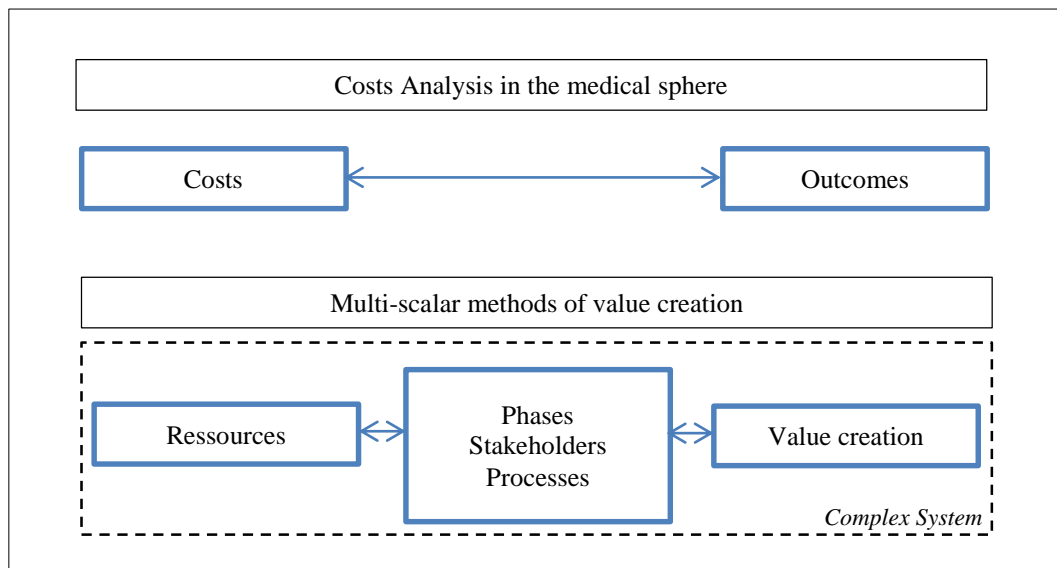 Costs Analysis in the medical sphere
Costs
Outcomes
Multi-scalar methods of value creation
Ressources
Phases
Stakeholders
Processes
Value creation
Complex System